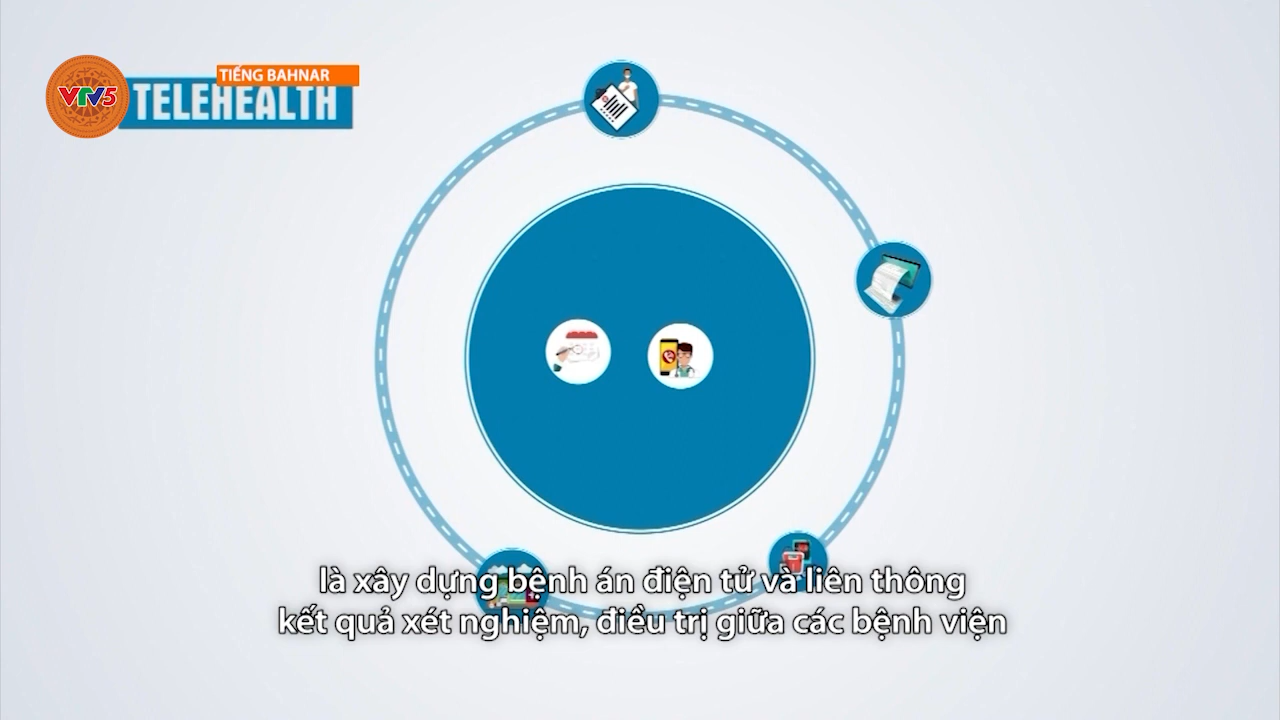 TIẾNG BAHNAR
VTV5
TELEHEALTH
là xây dựng bệnh án điện tử và liên thông
kết quả xét nghiệm, điều trị giữa các bệnh viện